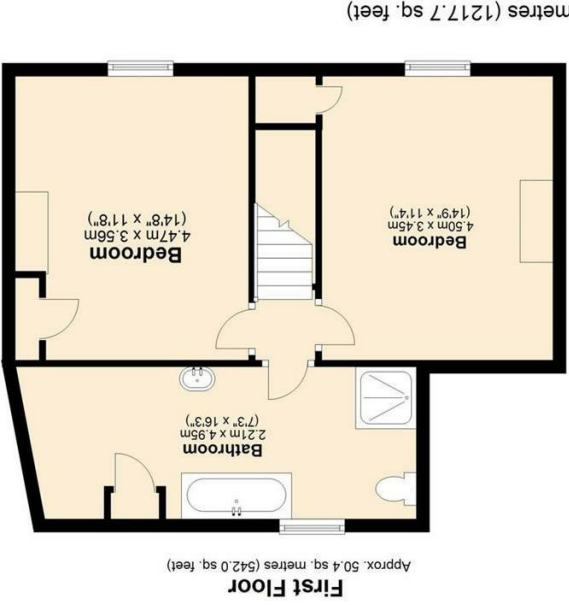 First Floor
Approx. 50.4 sq. metres (542.0 sq. feet)
Bathroom
2.21m x 4.95m
(7'3" x 16'3")
Bedroom
4.50m x 3.45m
(14'9" x 11'4")
Bedroom
4.47m x 3.56m
(14'8" x 11'8")
metres (1217.7 sq. feet)